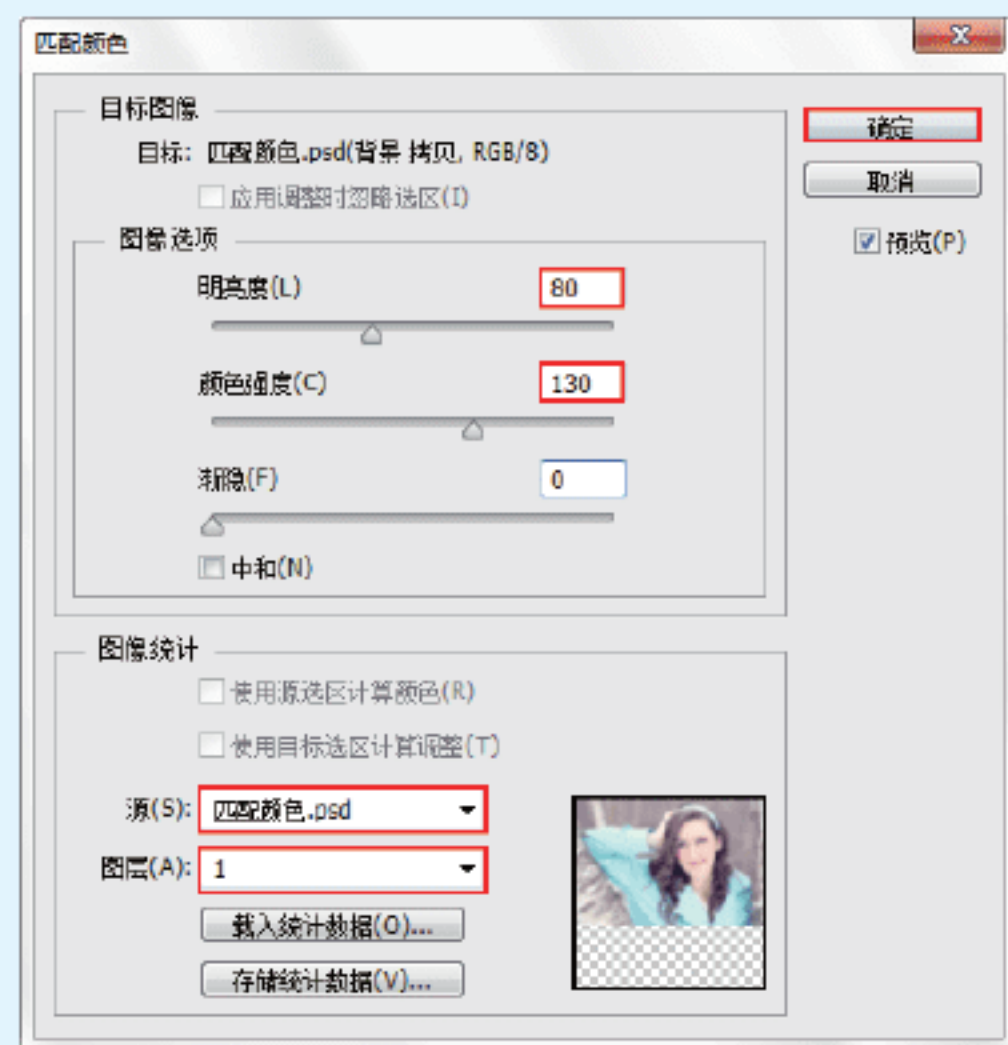 匹配颜色
目标图像
目标: 匹配颜色.psd(背景 拷贝, RGB/8)
应用调整时忽略选区(I)
确定
取消
预览(P)
图像选项
明亮度(L)
80
颜色强度(C)
130
渐隐(F)
0
中和(N)
图像统计
使用源选区计算颜色(R)
使用目标选区计算调整(T)
源(S): 匹配颜色.psd
图层(A): 1
载入统计数据(O)...
存储统计数据(V)...